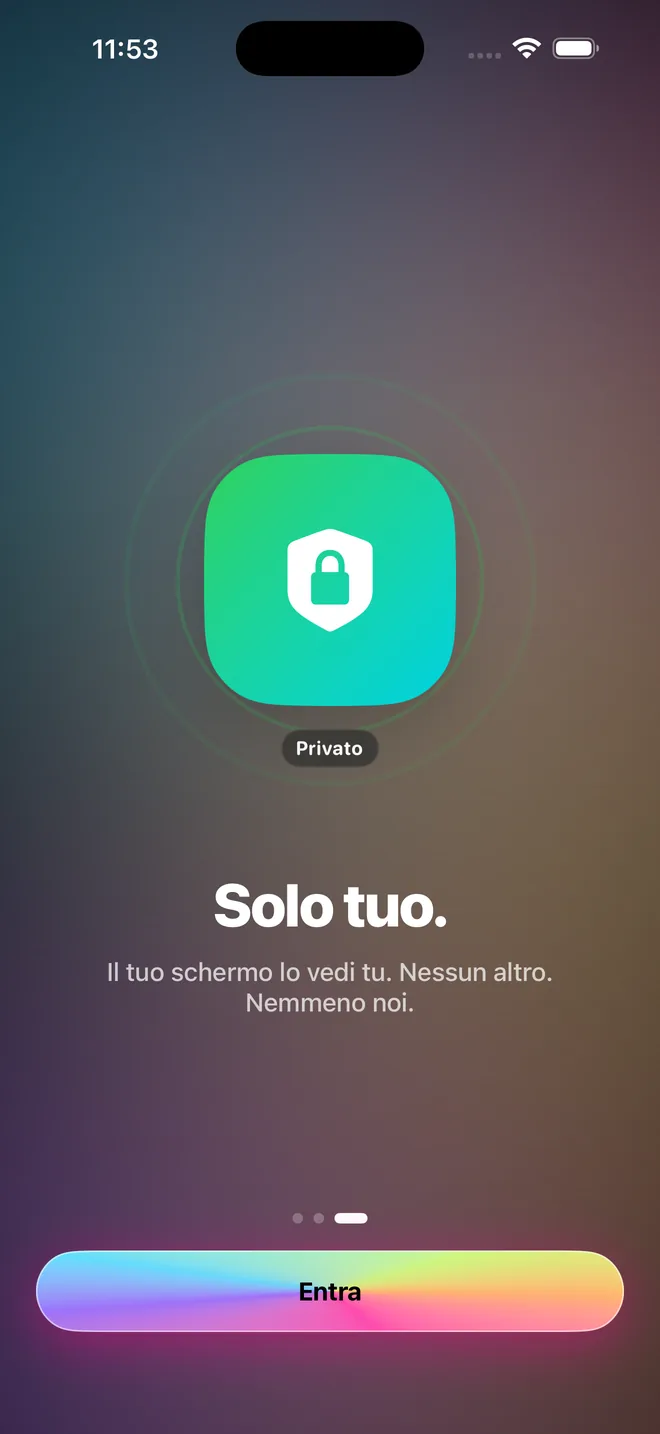 11:53
Privato
Solo tuo.
Il tuo schermo lo vedi tu. Nessun altro.
Nemmeno noi.
Entra